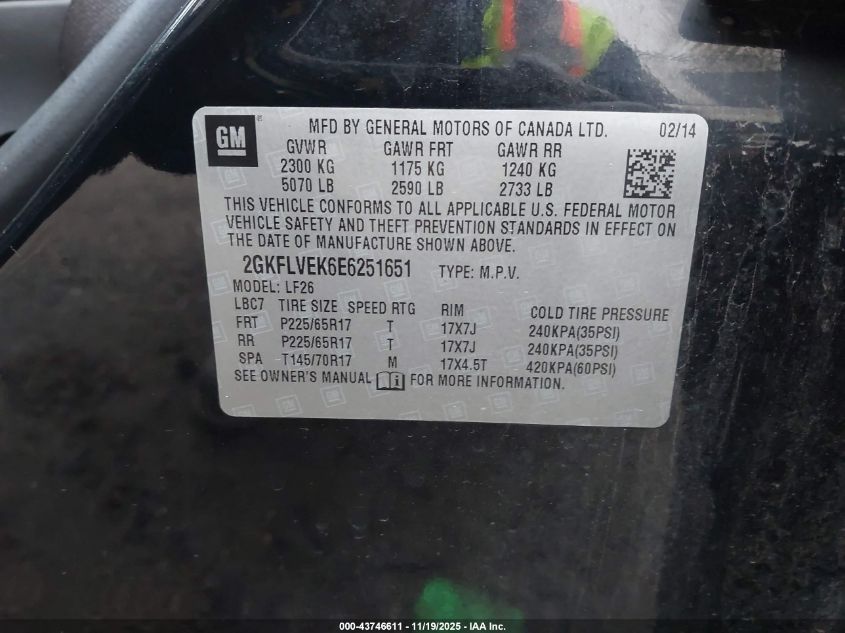 GM MFD BY GENERAL MOTORS OF CANADA LTD. 02/14
GVWR GAWR FRT GAWR RR
2300 KG 1175 KG 1240 KG
5070 LB 2590 LB 2733 LB
THIS VEHICLE CONFORMS TO ALL APPLICABLE U.S. FEDERAL MOTOR
VEHICLE SAFETY AND THEFT PREVENTION STANDARDS IN EFFECT ON
THE DATE OF MANUFACTURE SHOWN ABOVE.
2GKFLVEK6E6251651 TYPE: M.P.V.
MODEL: LF26
LBC7 TIRE SIZE SPEED RTG RIM COLD TIRE PRESSURE
FRT P225/65R17 T 17X7J 240KPA(35PSI)
RR P225/65R17 T 17X7J 240KPA(35PSI)
SPA T145/70R17 M 17X4.5T 420KPA(60PSI)
SEE OWNER'S MANUAL FOR MORE INFORMATION.
000-43746611 - 11/19/2025 - IAA Inc.